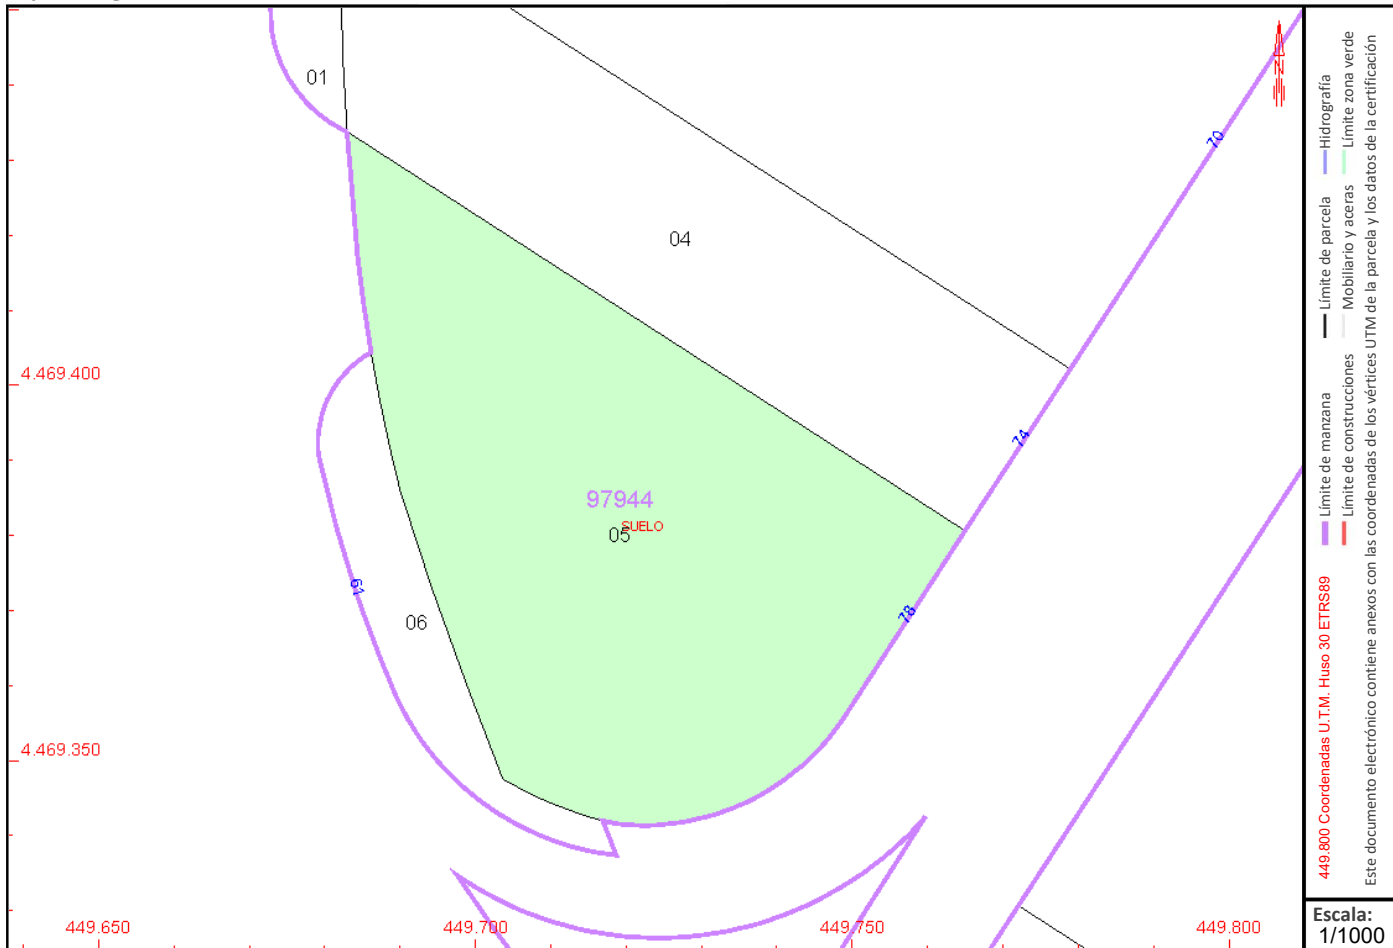 01
04
70
74
4.469.400
97944
SUELO
05
61
06
78
4.469.350
449.650
449.700
449.750
449.800
N
449.800 Coordenadas U.T.M. Huso 30 ETRS89
Límite de manzana
Límite de parcela
Hidrografía
Límite de construcciones
Mobiliario y aceras
Límite zona verde
Este documento electrónico contiene anexos con las coordenadas de los vértices UTM de la parcela y los datos de la certificación
Escala:
1/1000